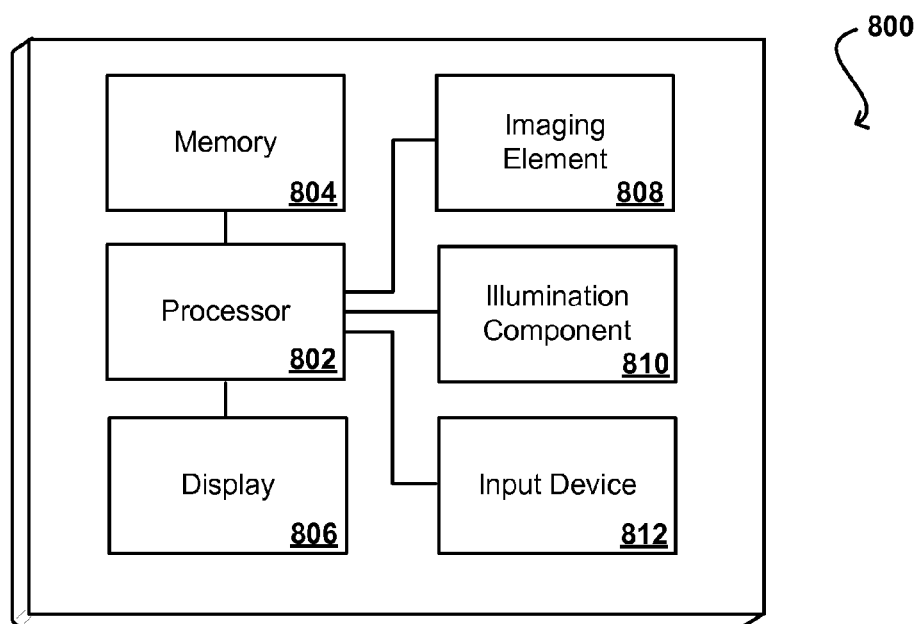 800
Memory
804
Imaging
Element
808
Processor
802
Illumination
Component
810
Display
806
Input Device
812